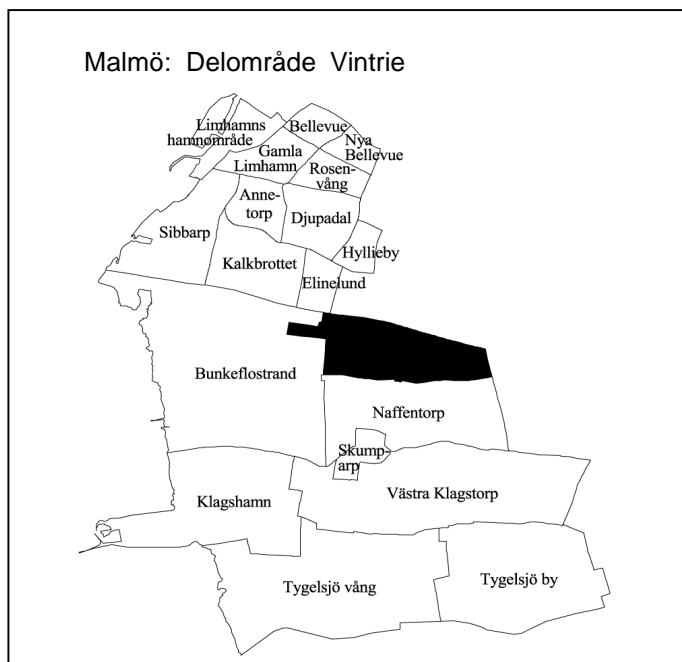 Malmö: Delområde Vintrie
Limhamns
hamnområde
Bellevue
Nya
Bellevue
Gamla
Limhamn
Rosen-
vång
Anne-
torp
Djupadal
Sibbarp
Hyllieby
Kalkbrottet
Elinelund
Bunkeflostrand
Naffentorp
Skump-
arp
Västra Klagstorp
Klagshamn
Tygelsjö vång
Tygelsjö by